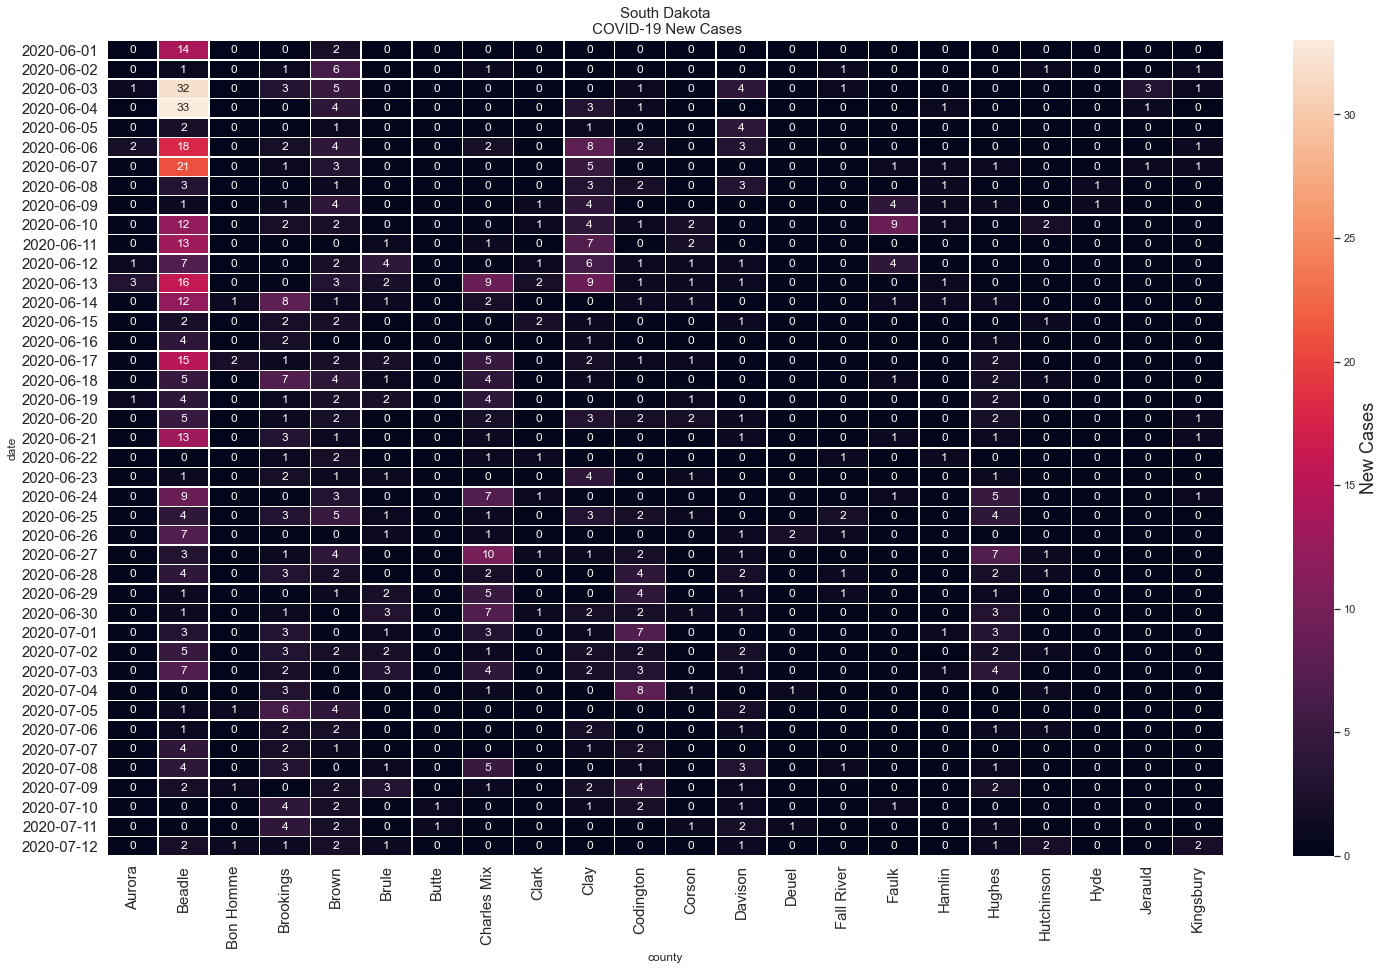 South Dakota
COVID-19 New Cases
2020-06-01 0 14 0 0 2 0 0 0 0 0 0 0 0 0 0 0 0 0 0 0 0 0
2020-06-02 0 1 0 1 6 0 0 1 0 0 0 0 0 0 1 0 0 0 1 0 0 1
2020-06-03 1 32 0 3 5 0 0 0 0 0 1 0 4 0 1 0 0 0 0 0 3 1
2020-06-04 0 33 0 0 4 0 0 0 0 3 1 0 0 0 0 0 1 0 0 0 1 0
2020-06-05 0 2 0 0 1 0 0 0 0 1 0 0 4 0 0 0 0 0 0 0 0 0
2020-06-06 2 18 0 2 4 0 0 2 0 8 2 0 3 0 0 0 0 0 0 0 0 1
2020-06-07 0 21 0 1 3 0 0 0 0 5 0 0 0 0 0 1 1 1 0 0 1 1
2020-06-08 0 3 0 0 1 0 0 0 0 3 2 0 3 0 0 0 1 0 0 1 0 0
2020-06-09 0 1 0 1 4 0 0 0 1 4 0 0 0 0 0 4 1 1 0 1 0 0
2020-06-10 0 12 0 2 2 0 0 0 1 4 1 2 0 0 0 9 1 0 2 0 0 0
2020-06-11 0 13 0 0 0 1 0 1 0 7 0 2 0 0 0 0 0 0 0 0 0 0
2020-06-12 1 7 0 0 2 4 0 0 1 6 1 1 1 0 0 4 0 0 0 0 0 0
2020-06-13 3 16 0 0 3 2 0 9 2 9 1 1 1 0 0 0 1 0 0 0 0 0
2020-06-14 0 12 1 8 1 1 0 2 0 0 1 1 0 0 0 1 1 1 0 0 0 0
2020-06-15 0 2 0 2 2 0 0 0 2 1 0 0 1 0 0 0 0 0 1 0 0 0
2020-06-16 0 4 0 2 0 0 0 0 0 1 0 0 0 0 0 0 0 1 0 0 0 0
2020-06-17 0 15 2 1 2 2 0 5 0 2 1 1 0 0 0 0 0 2 0 0 0 0
2020-06-18 0 5 0 7 4 1 0 4 0 1 0 0 0 0 0 1 0 2 1 0 0 0
2020-06-19 1 4 0 1 2 2 0 4 0 0 0 1 0 0 0 0 0 2 0 0 0 0
2020-06-20 0 5 0 1 2 0 0 2 0 3 2 2 1 0 0 0 0 2 0 0 0 1
2020-06-21 0 13 0 3 1 0 0 1 0 0 0 0 1 0 0 1 0 1 0 0 0 1
2020-06-22 0 0 0 1 2 0 0 1 1 0 0 0 0 0 1 0 1 0 0 0 0 0
2020-06-23 0 1 0 2 1 1 0 0 0 4 0 1 0 0 0 0 0 1 0 0 0 0
2020-06-24 0 9 0 0 3 0 0 7 1 0 0 0 0 0 0 1 0 5 0 0 0 1
2020-06-25 0 4 0 3 5 1 0 1 0 3 2 1 0 0 2 0 0 4 0 0 0 0
2020-06-26 0 7 0 0 0 1 0 1 0 0 0 0 1 2 1 0 0 0 0 0 0 0
2020-06-27 0 3 0 1 4 0 0 10 1 1 2 0 1 0 0 0 0 7 1 0 0 0
2020-06-28 0 4 0 3 2 0 0 2 0 0 4 0 2 0 1 0 0 2 1 0 0 0
2020-06-29 0 1 0 0 1 2 0 5 0 0 4 0 1 0 1 0 0 1 0 0 0 0
2020-06-30 0 1 0 1 0 3 0 7 1 2 2 1 1 0 0 0 0 3 0 0 0 0
2020-07-01 0 3 0 3 0 1 0 3 0 1 7 0 0 0 0 0 1 3 0 0 0 0
2020-07-02 0 5 0 3 2 2 0 1 0 2 2 0 2 0 0 0 0 2 1 0 0 0
2020-07-03 0 7 0 2 0 3 0 4 0 2 3 0 1 0 0 0 1 4 0 0 0 0
2020-07-04 0 0 0 3 0 0 0 1 0 0 8 1 0 1 0 0 0 0 1 0 0 0
2020-07-05 0 1 1 6 4 0 0 0 0 0 0 0 2 0 0 0 0 0 0 0 0 0
2020-07-06 0 1 0 2 2 0 0 0 0 2 0 0 1 0 0 0 0 1 1 0 0 0
2020-07-07 0 4 0 2 1 0 0 0 0 1 2 0 0 0 0 0 0 0 0 0 0 0
2020-07-08 0 4 0 3 0 1 0 5 0 0 1 0 3 0 1 0 0 1 0 0 0 0
2020-07-09 0 2 1 0 2 3 0 1 0 2 4 0 1 0 0 0 0 2 0 0 0 0
2020-07-10 0 0 0 4 2 0 1 0 0 1 2 0 1 0 0 1 0 0 0 0 0 0
2020-07-11 0 0 0 4 2 0 1 0 0 0 0 1 2 1 0 0 0 1 0 0 0 0
2020-07-12 0 2 1 1 2 1 0 0 0 0 0 0 1 0 0 0 0 1 2 0 0 2
date
Aurora Beadle Bon Homme Brookings Brown Brule Butte Charles Mix Clark Clay Codington Corson Davison Deuel Fall River Faulk Hamlin Hughes Hutchinson Hyde Jerauld Kingsbury
county
30
25
20
15
10
5
0
New Cases